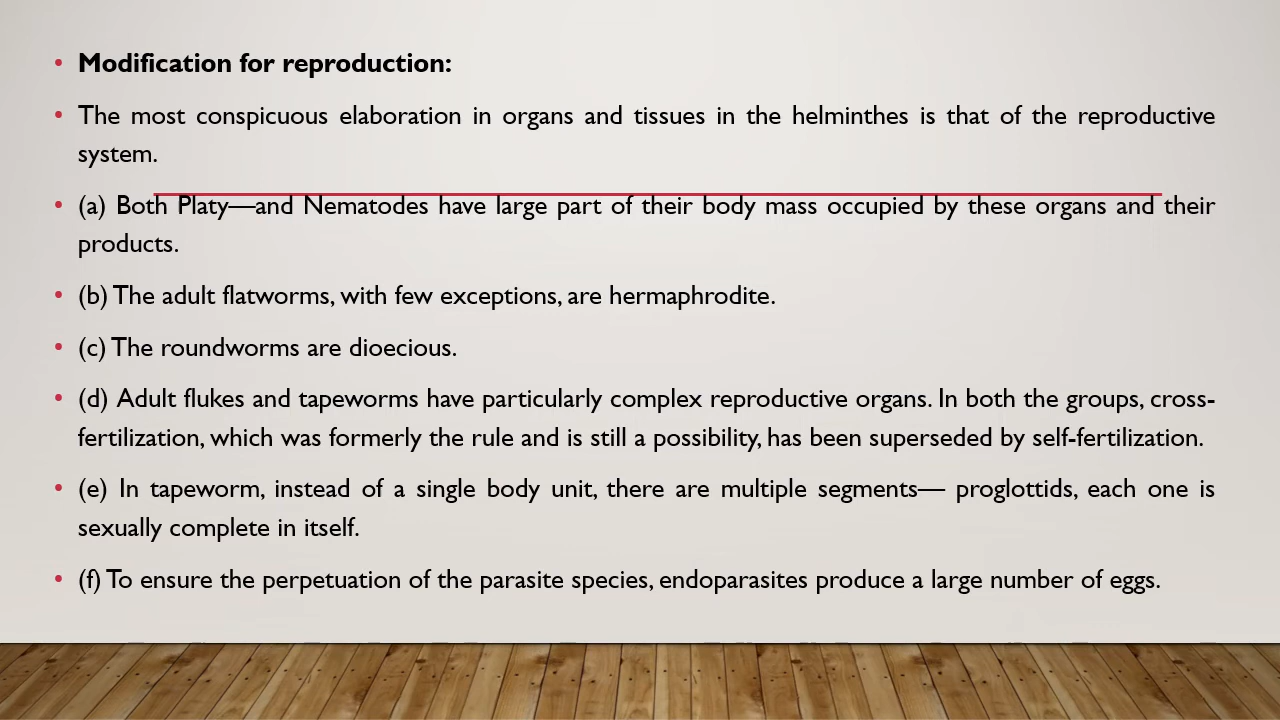 • Modification for reproduction:
• The most conspicuous elaboration in organs and tissues in the helminthes is that of the reproductive
system.
• (a) Both Platy—and Nematodes have large part of their body mass occupied by these organs and their
products.
• (b) The adult flatworms, with few exceptions, are hermaphrodite.
• (c) The roundworms are dioecious.
• (d) Adult flukes and tapeworms have particularly complex reproductive organs. In both the groups, cross-
fertilization, which was formerly the rule and is still a possibility, has been superseded by self-fertilization.
• (e) In tapeworm, instead of a single body unit, there are multiple segments— proglottids, each one is
sexually complete in itself.
• (f) To ensure the perpetuation of the parasite species, endoparasites produce a large number of eggs.